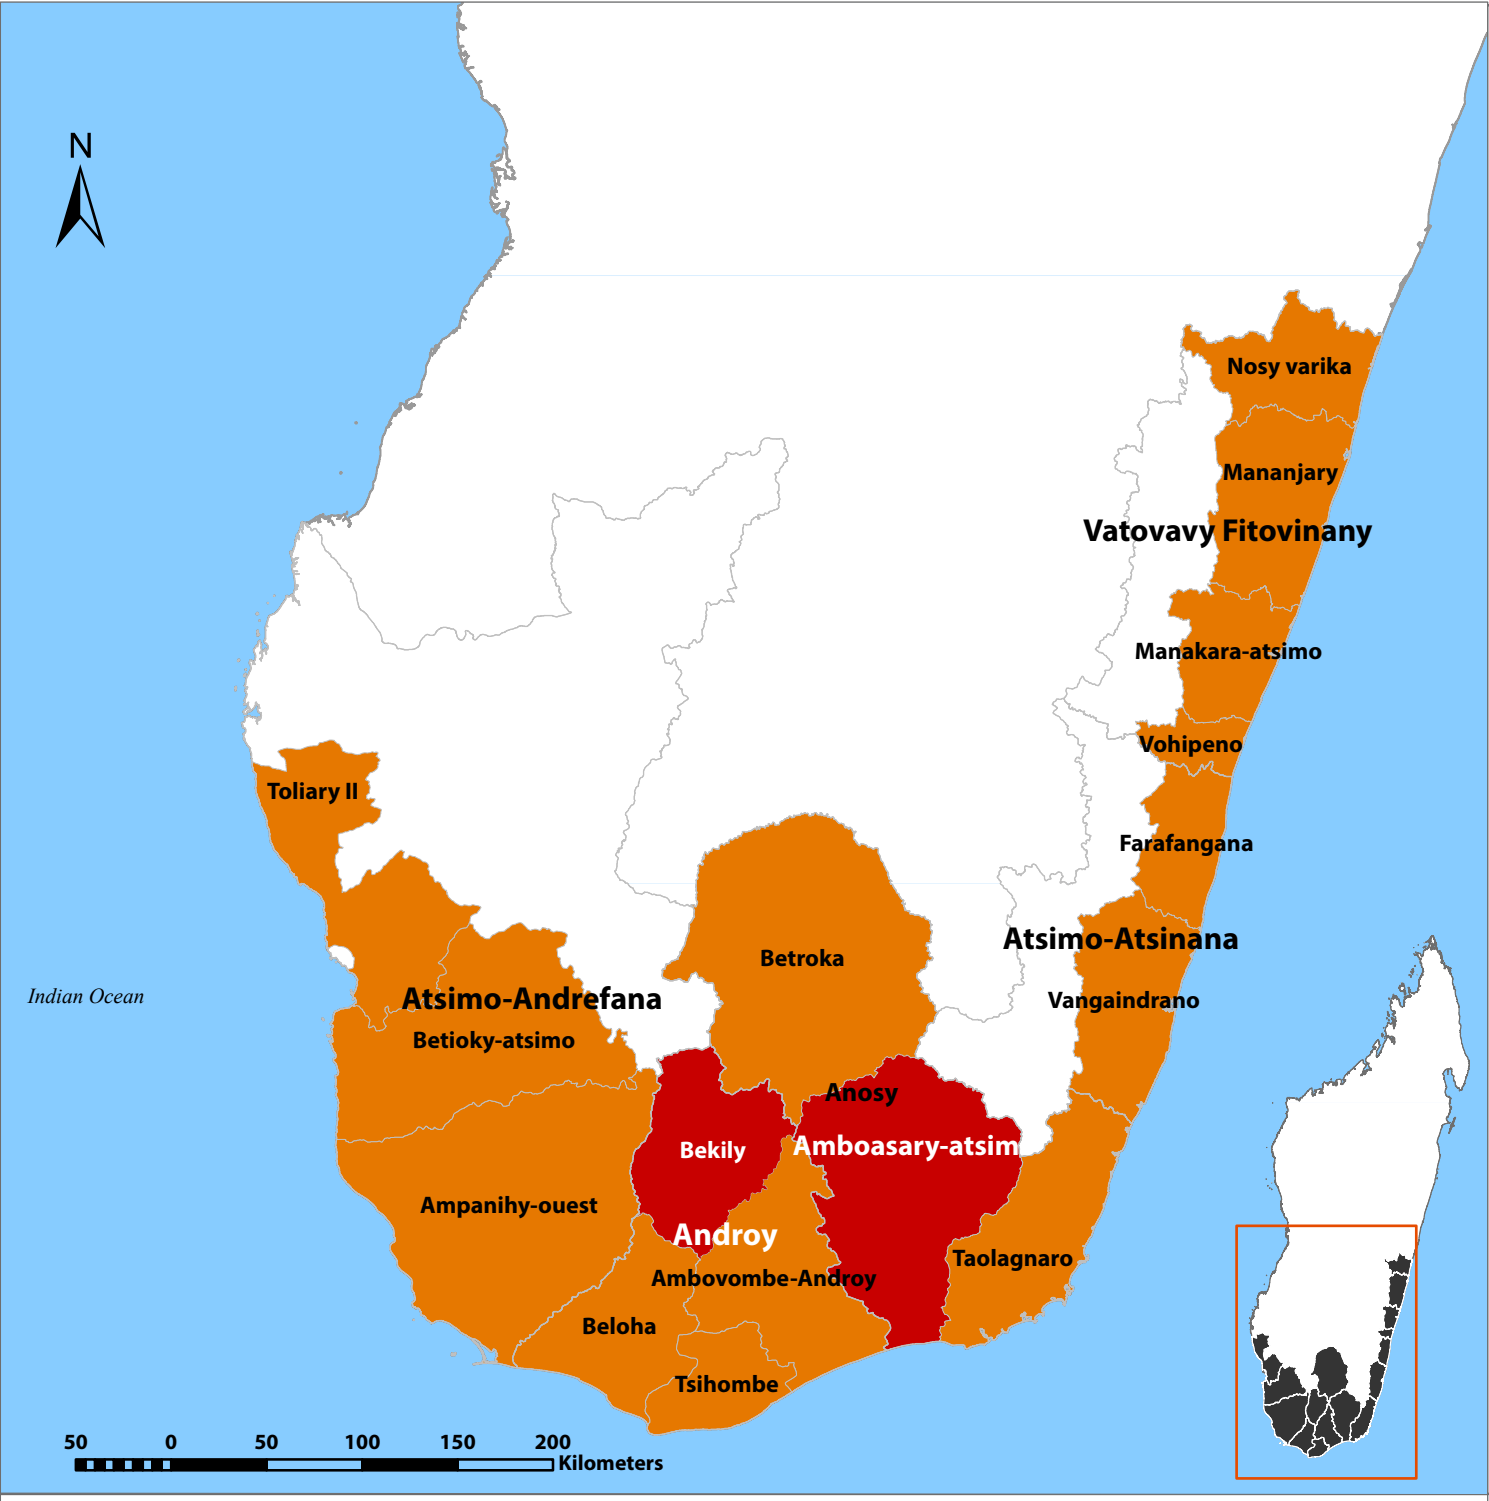 N
Nosy varika
Mananjary
Vatovavy Fitovinany
Manakara-atsimo
Vohipeno
Toliary II
Farafangana
Atsimo-Atsinana
Betroka
Indian Ocean
Atsimo-Andrefana
Vangaindrano
Betioky-atsimo
Anosy
Bekily
Amboasary-atsim
Ampanihy-ouest
Androy
Taolagnaro
Ambovombe-Androy
Beloha
Tsihombe
50 0 50 100 150 200
Kilometers